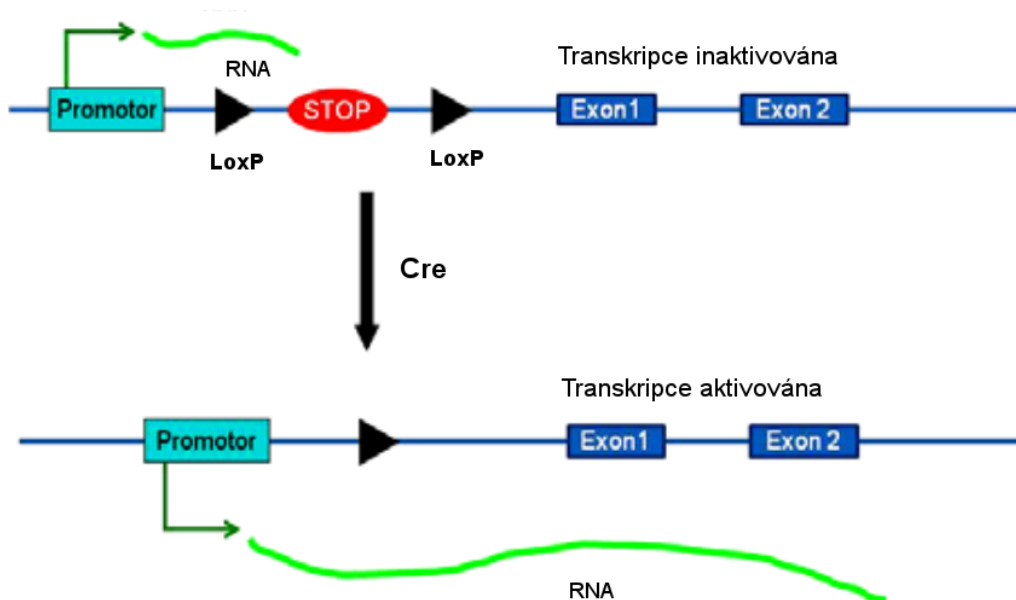 RNA
Transkripce inaktivována
Promotor
STOP
Exon1
Exon 2
LoxP
LoxP
Cre
Transkripce aktivována
Promotor
Exon1
Exon 2
RNA